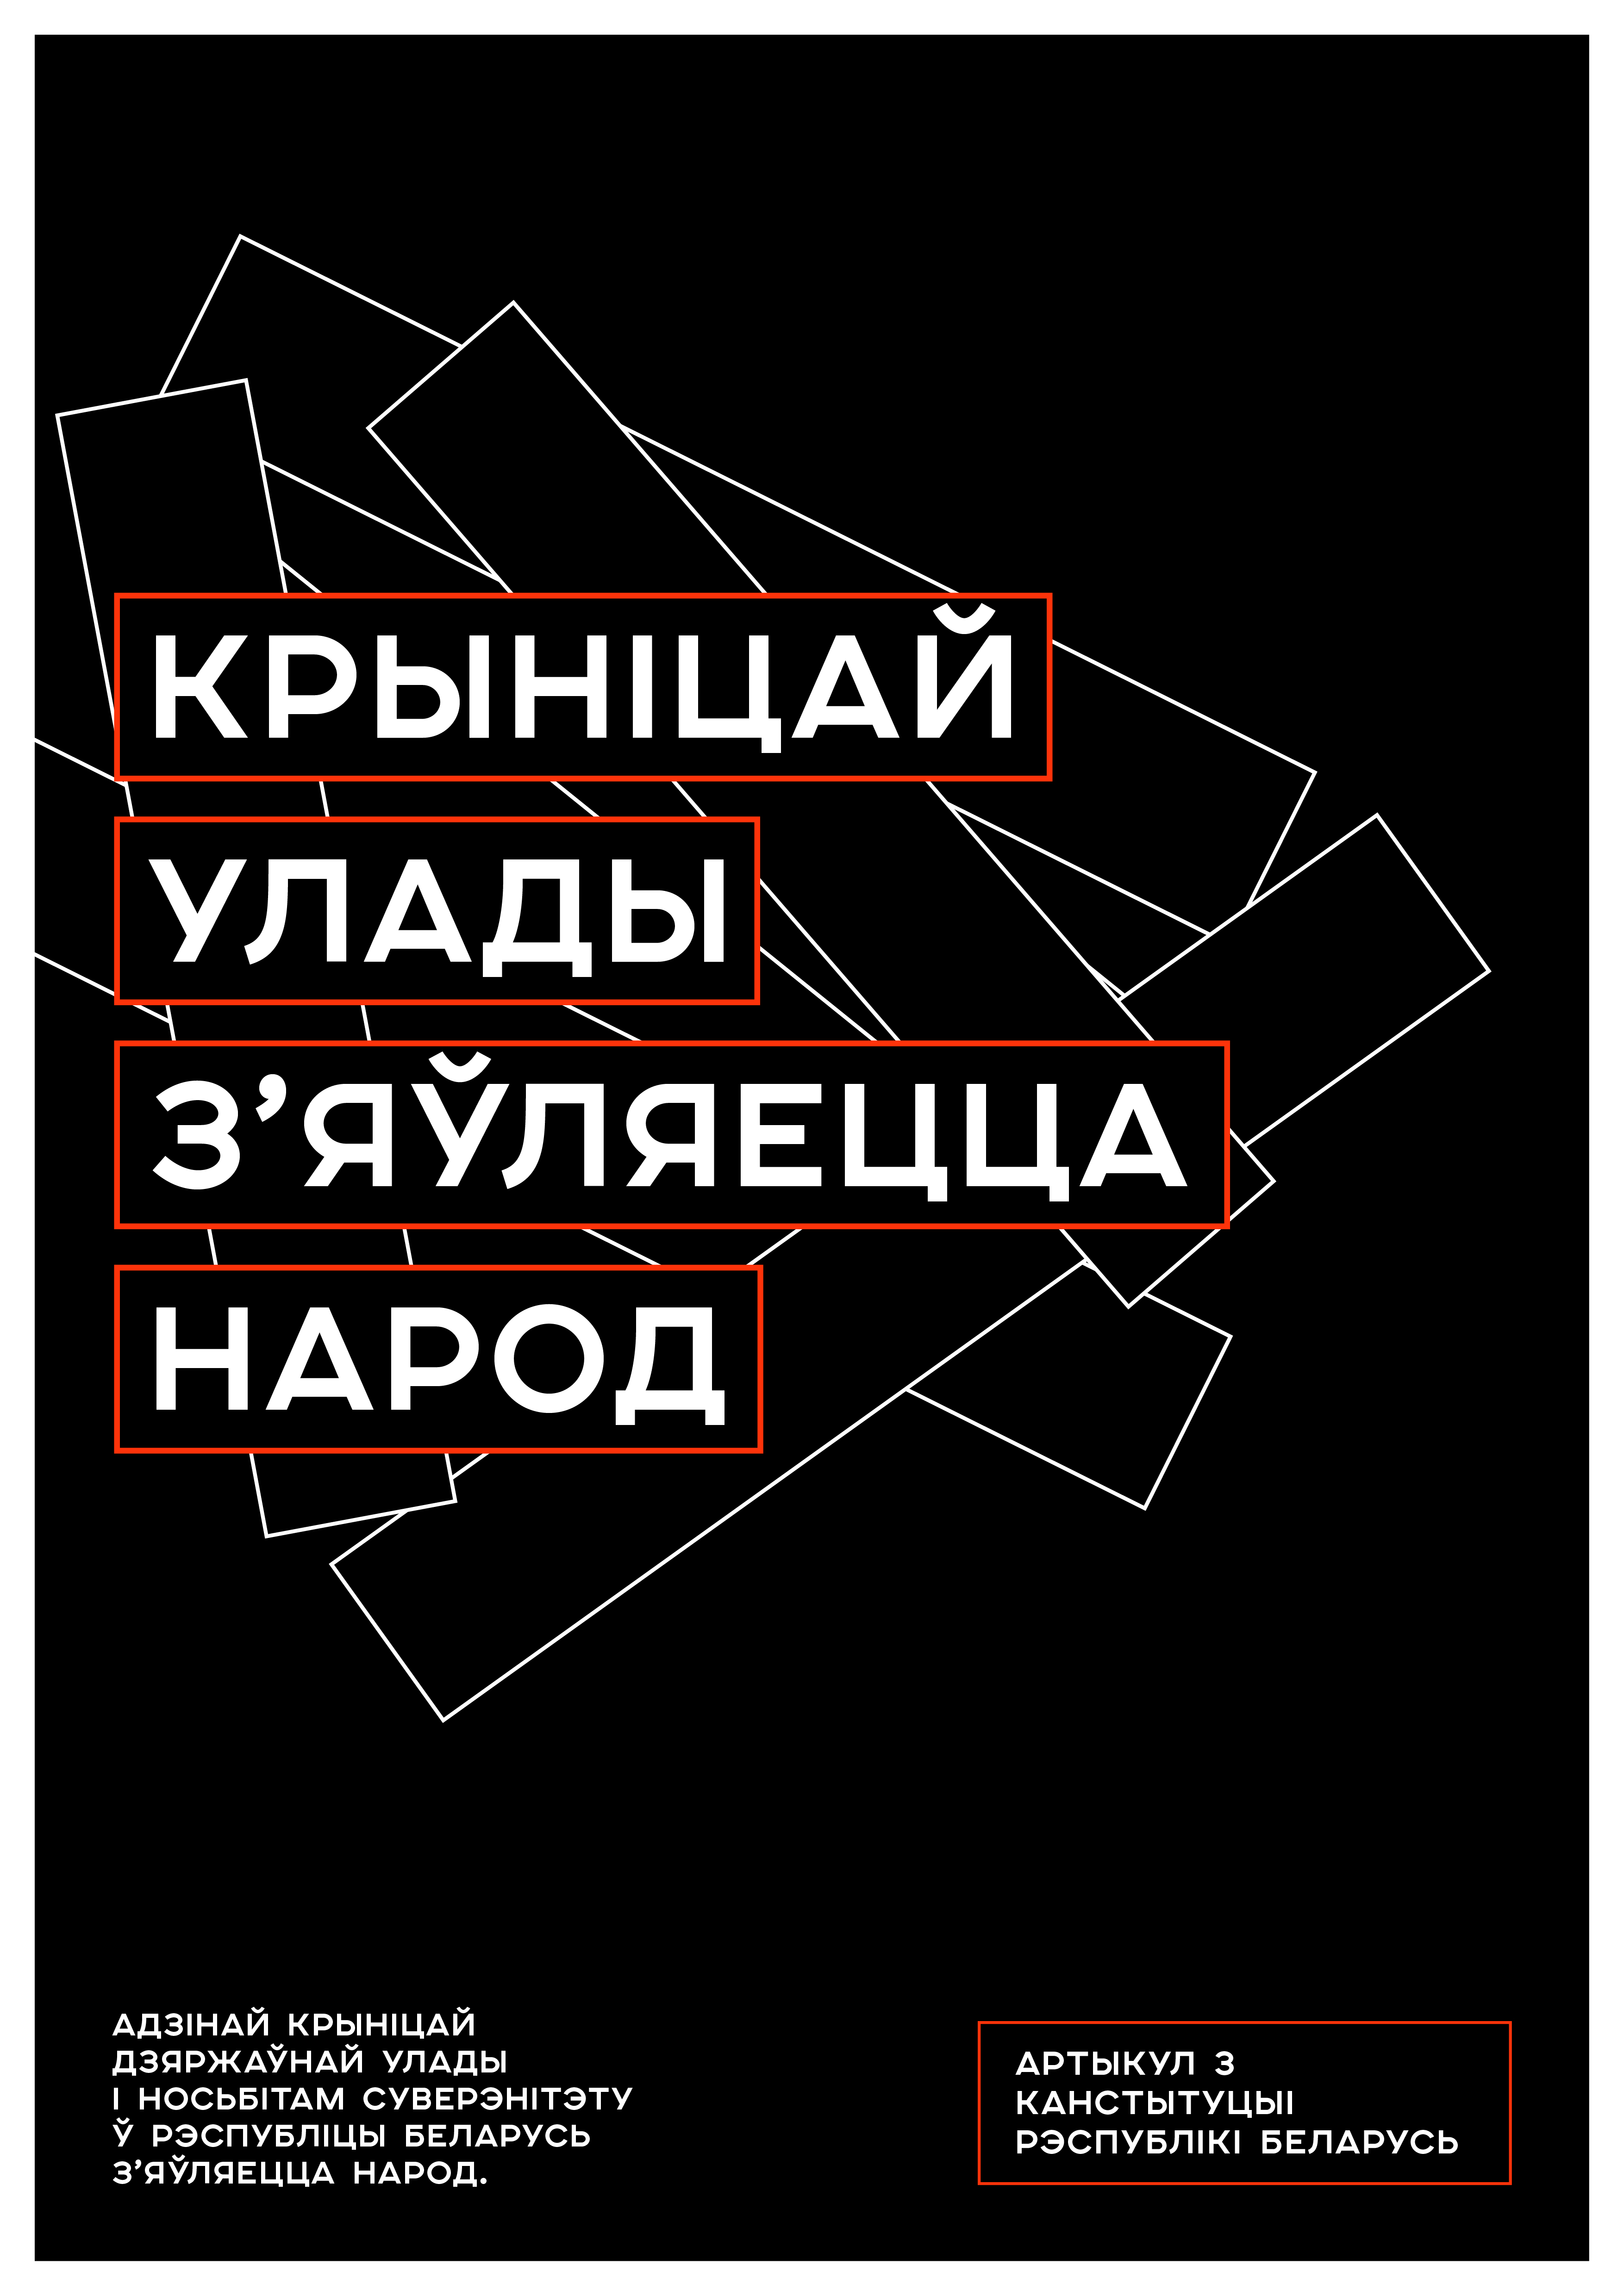 КРЫНІЦАЙ
УЛАДЫ
З’ЯЎЛЯЕЦЦА
НАРОД
АДЗІНАЙ КРЫНІЦАЙ
ДЗЯРЖАЎНАЙ УЛАДЫ
І НОСЬБІТАМ СУВЕРЭНІТЭТУ
Ў РЭСПУБЛІЦЫ БЕЛАРУСЬ
З’ЯЎЛЯЕЦЦА НАРОД.
АРТЫКУЛ 3
КАНСТЫТУЦЫІ
РЭСПУБЛІКІ БЕЛАРУСЬ